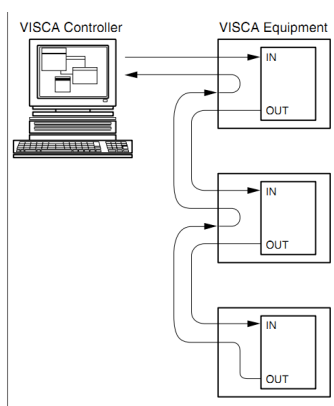 VISCA Controller
VISCA Equipment
IN
OUT
IN
OUT
IN
OUT